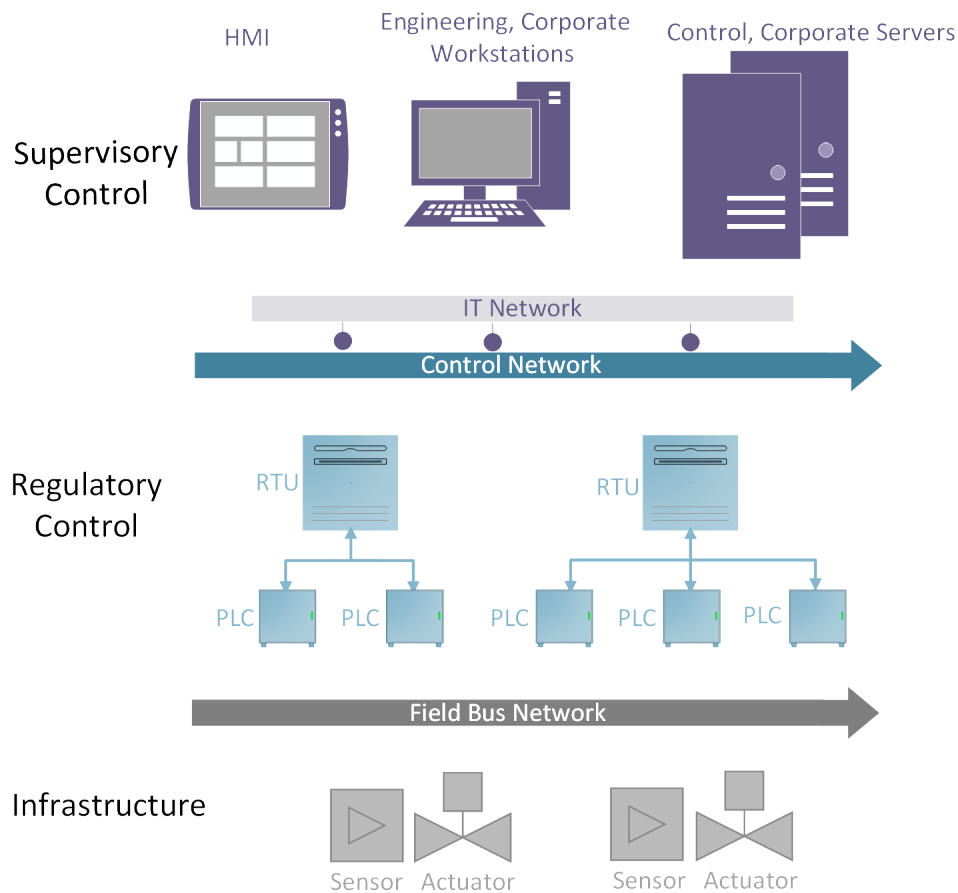 HMI
Engineering, Corporate
Workstations
Control, Corporate Servers
Supervisory
Control
IT Network
Control Network
Regulatory
Control
RTU
RTU
PLC
PLC
PLC
PLC
PLC
Field Bus Network
Infrastructure
Sensor
Actuator
Sensor
Actuator